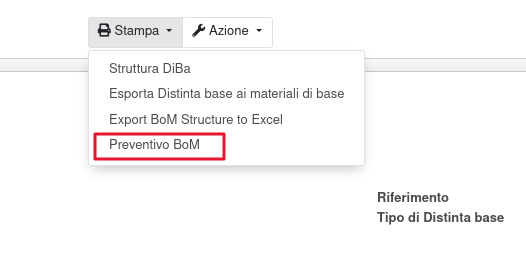 Stampa Azione
Struttura DiBa
Esporta Distinta base ai materiali di base
Export BoM Structure to Excel
Preventivo BoM
Riferimento
Tipo di Distinta base